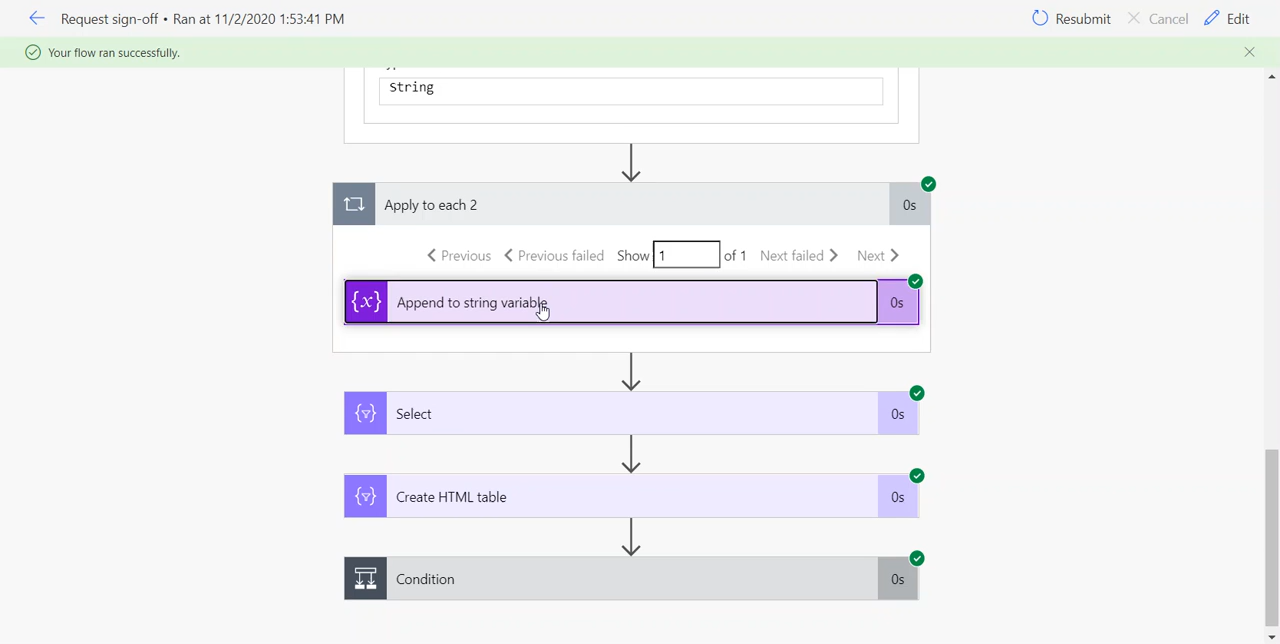 Request sign-off • Ran at 11/2/2020 1:53:41 PM
Resubmit
Cancel
Edit
Your flow ran successfully.
String
Apply to each 2
0s
Previous
Previous failed
Show 1 of 1
Next failed
Next
{x}
Append to string variable
0s
Select
0s
Create HTML table
0s
Condition
0s